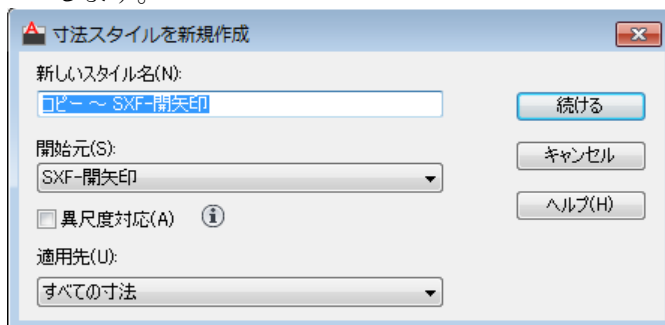 します。
寸法スタイルを新規作成
新しいスタイル名(N):
コピー ～ SXF-開矢印
続ける
開始元(S):
キャンセル
SXF-開矢印
ヘルプ(H)
異尺度対応(A)
適用先(U):
すべての寸法